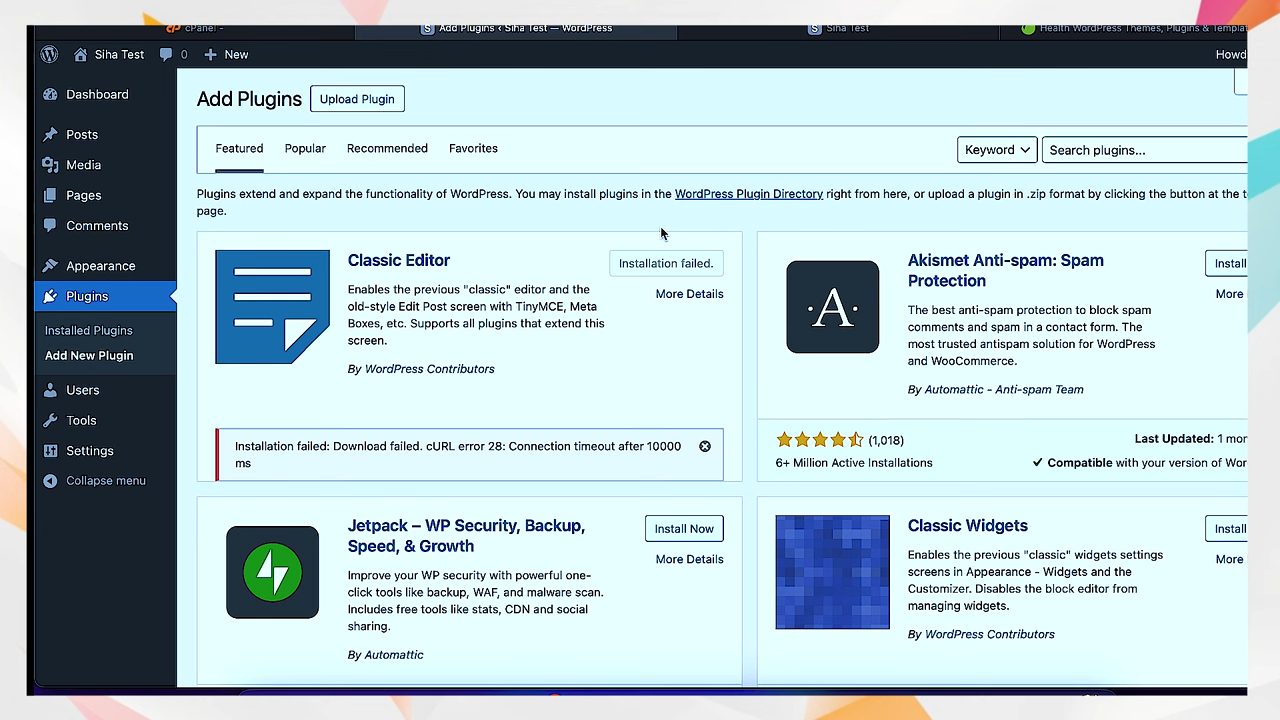 cPanel -
Add Plugins ‹ Siha Test — WordPress
Siha Test
Health WordPress Themes, Plugins & Templa
Siha Test
0
New
Howd
Dashboard
Posts
Media
Pages
Comments
Appearance
Plugins
Installed Plugins
Add New Plugin
Users
Tools
Settings
Collapse menu
Add Plugins
Upload Plugin
Featured
Popular
Recommended
Favorites
Keyword
Search plugins...
Plugins extend and expand the functionality of WordPress. You may install plugins in the WordPress Plugin Directory right from here, or upload a plugin in .zip format by clicking the button at the t
page.
Classic Editor
Installation failed.
More Details
Enables the previous "classic" editor and the
old-style Edit Post screen with TinyMCE, Meta
Boxes, etc. Supports all plugins that extend this
screen.
By WordPress Contributors
Installation failed: Download failed. cURL error 28: Connection timeout after 10000
ms
Akismet Anti-spam: Spam
Protection
Install
More
The best anti-spam protection to block spam
comments and spam in a contact form. The
most trusted antispam solution for WordPress
and WooCommerce.
By Automattic - Anti-spam Team
(1,018)
Last Updated: 1 mor
6+ Million Active Installations
Compatible with your version of Wor
Jetpack – WP Security, Backup,
Speed, & Growth
Install Now
More Details
Improve your WP security with powerful one-
click tools like backup, WAF, and malware scan.
Includes free tools like stats, CDN and social
sharing.
By Automattic
Classic Widgets
Install
More
Enables the previous "classic" widgets settings
screens in Appearance - Widgets and the
Customizer. Disables the block editor from
managing widgets.
By WordPress Contributors